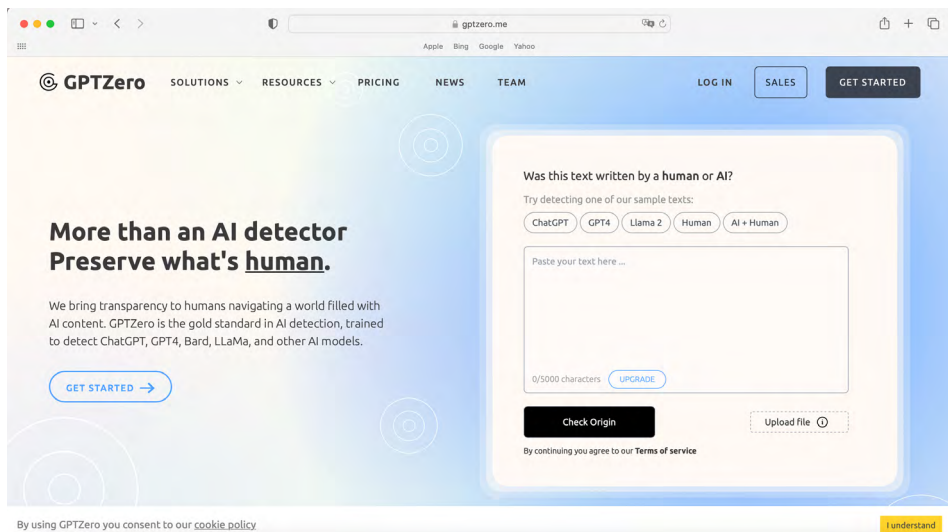 gptzero.me
Apple Bing Google Yahoo
GPTZero SOLUTIONS RESOURCES PRICING NEWS TEAM LOG IN SALES GET STARTED
More than an AI detector
Preserve what's human.
We bring transparency to humans navigating a world filled with
AI content. GPTZero is the gold standard in AI detection, trained
to detect ChatGPT, GPT4, Bard, LLaMa, and other AI models.
GET STARTED
Was this text written by a human or AI?
Try detecting one of our sample texts:
ChatGPT GPT4 Llama 2 Human AI + Human
Paste your text here ...
0/5000 characters UPGRADE
Check Origin Upload file
By continuing you agree to our Terms of service
By using GPTZero you consent to our cookie policy I understand